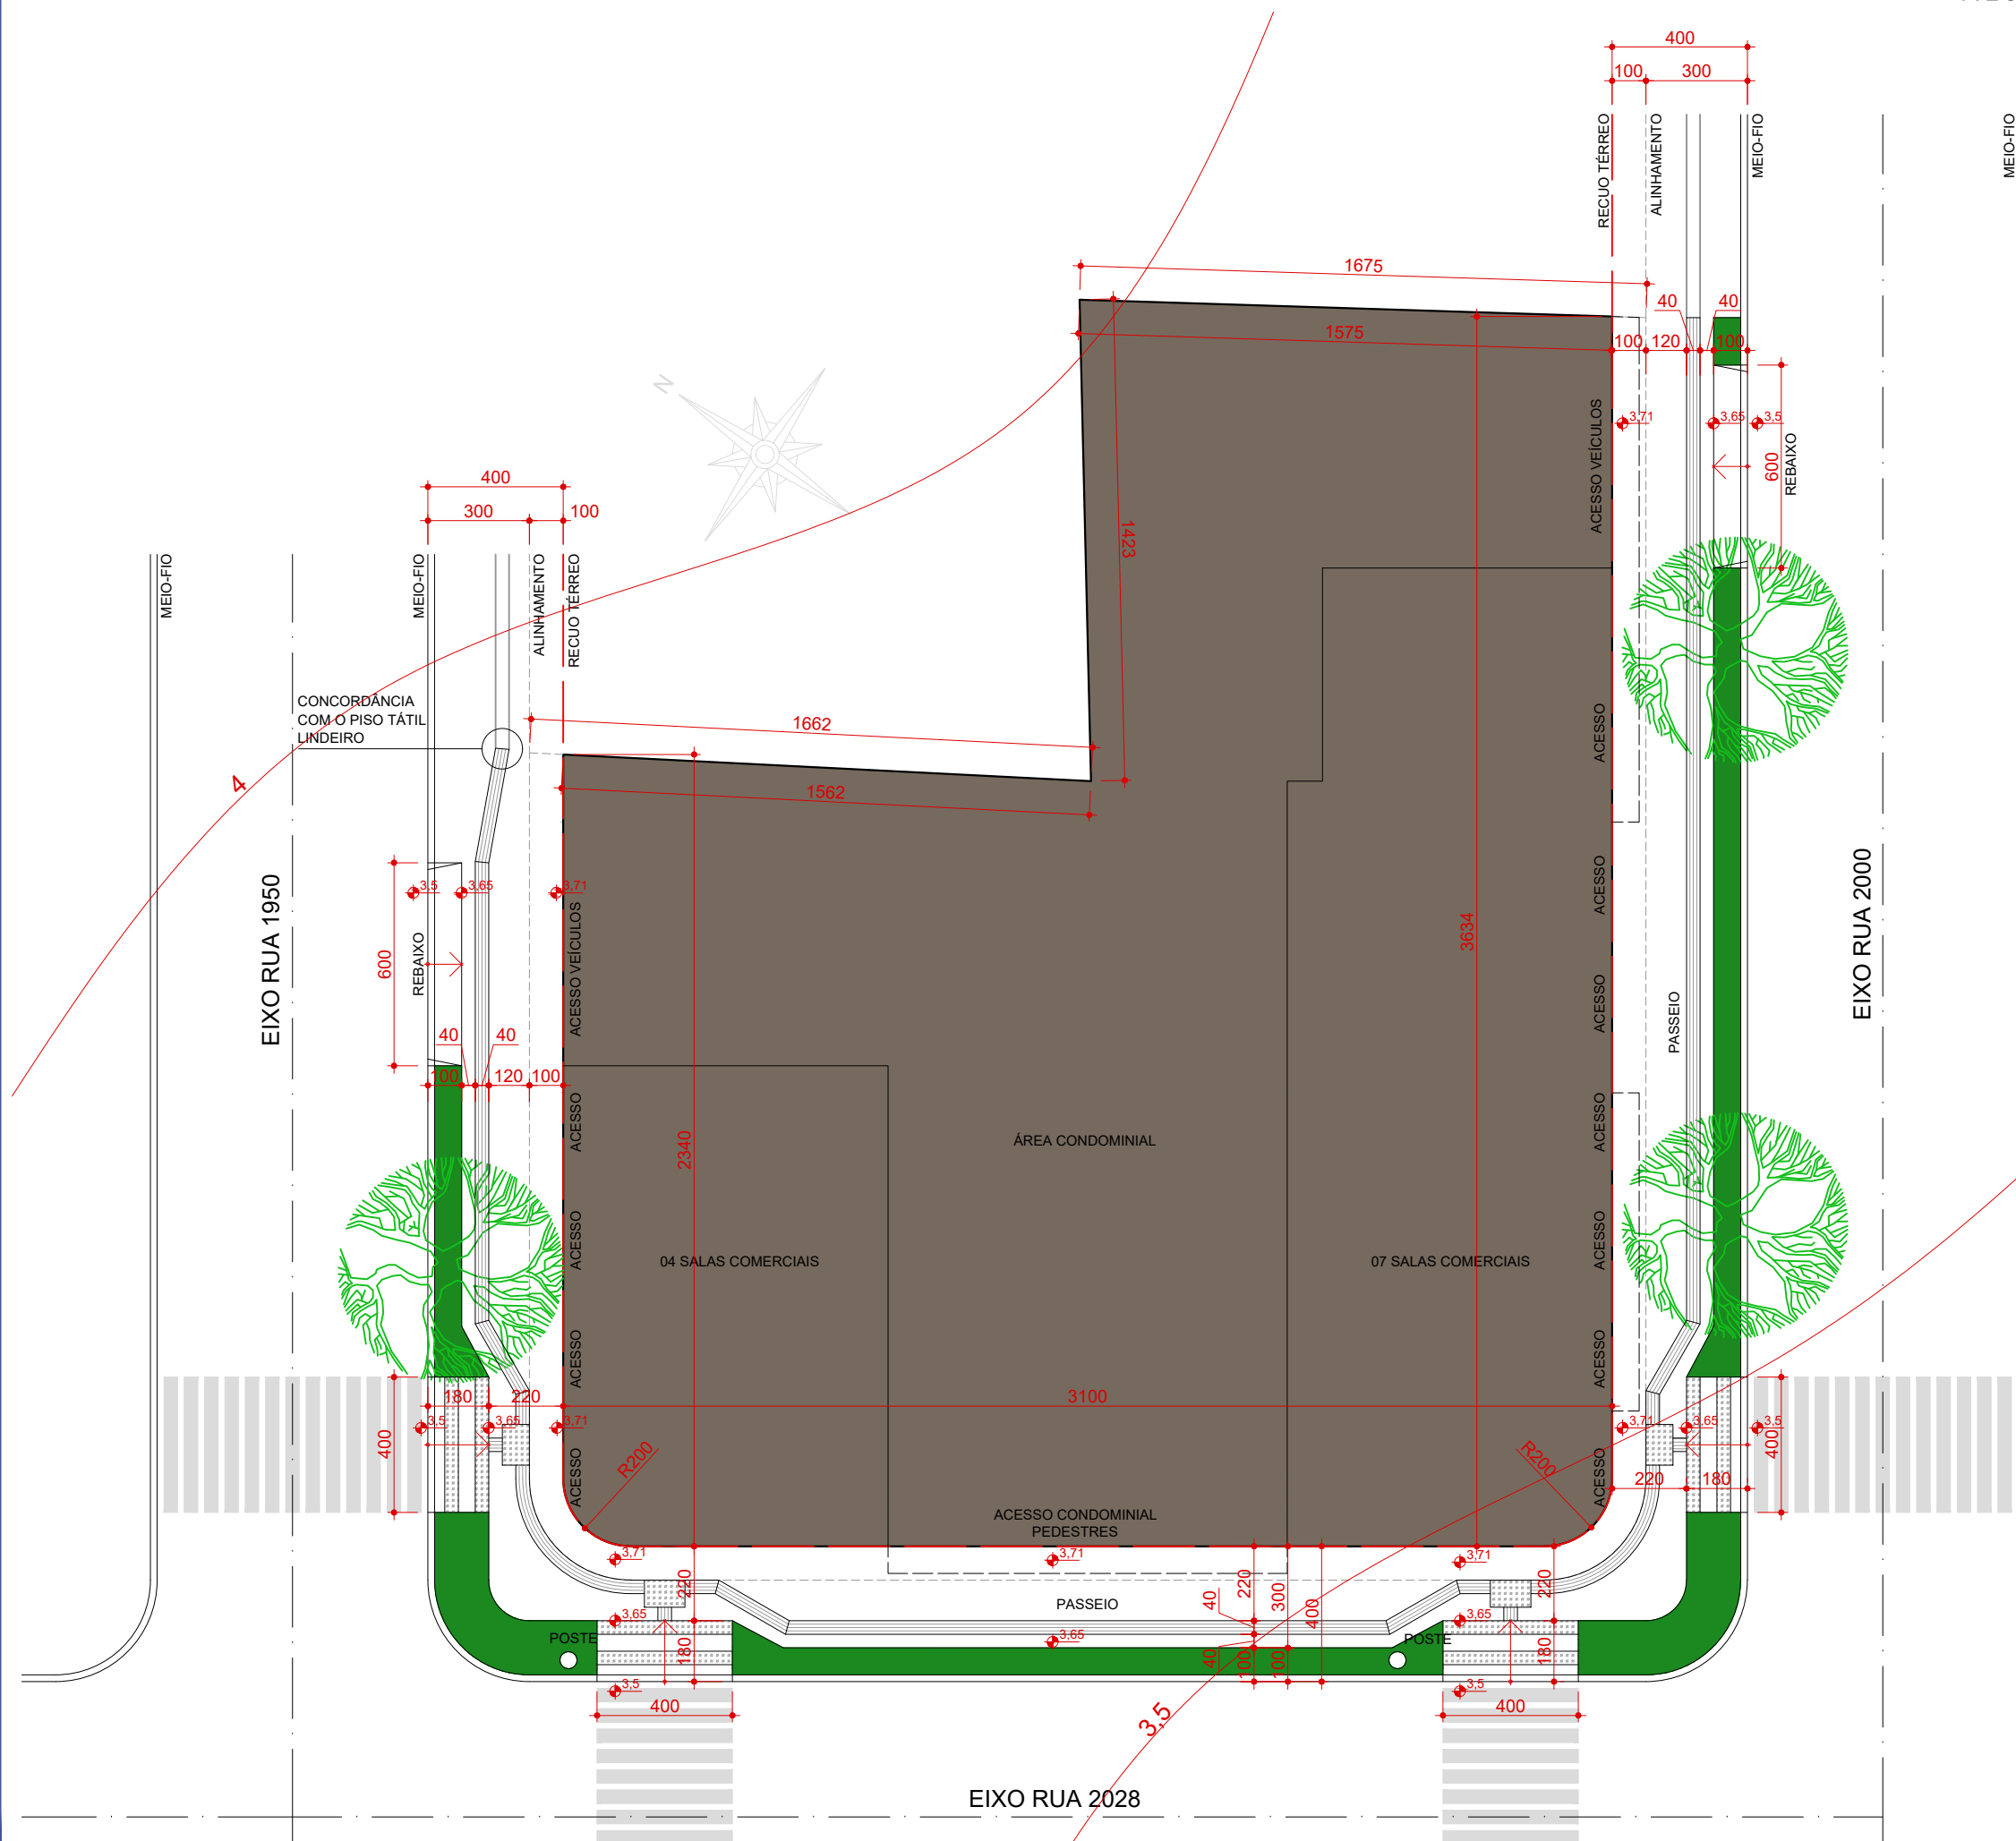 400
100
300
RECUO TÉRREO
ALINHAMENTO
MEIO-FIO
MEIO-FIO
1675
40
40
1575
100
120
100
N
3,71
3,65
3,5
ACESSO VEÍCULOS
600
REBAIXO
400
300
100
1423
MEIO-FIO
MEIO-FIO
ALINHAMENTO
RECUO TÉRREO
CONCORDÂNCIA
COM O PISO TÁTIL
LINDEIRO
1662
4
1562
ACESSO
3,5
3,65
3,71
EIXO RUA 1950
REBAIXO
600
ACESSO VEÍCULOS
3634
ACESSO
EIXO RUA 2000
ACESSO
PASSEIO
40
40
100
120
100
ACESSO
2340
ÁREA CONDOMINIAL
ACESSO
ACESSO
04 SALAS COMERCIAIS
07 SALAS COMERCIAIS
ACESSO
ACESSO
ACESSO
180
220
3100
3,5
3,65
3,71
3,71
3,65
3,5
400
400
R200
R200
ACESSO
ACESSO
220
180
ACESSO CONDOMINIAL
PEDESTRES
3,71
3,71
3,71
220
220
300
400
220
40
PASSEIO
3,65
3,65
POSTE
POSTE
3,65
180
40
100
100
180
3,5
3,5
400
400
3,5
EIXO RUA 2028